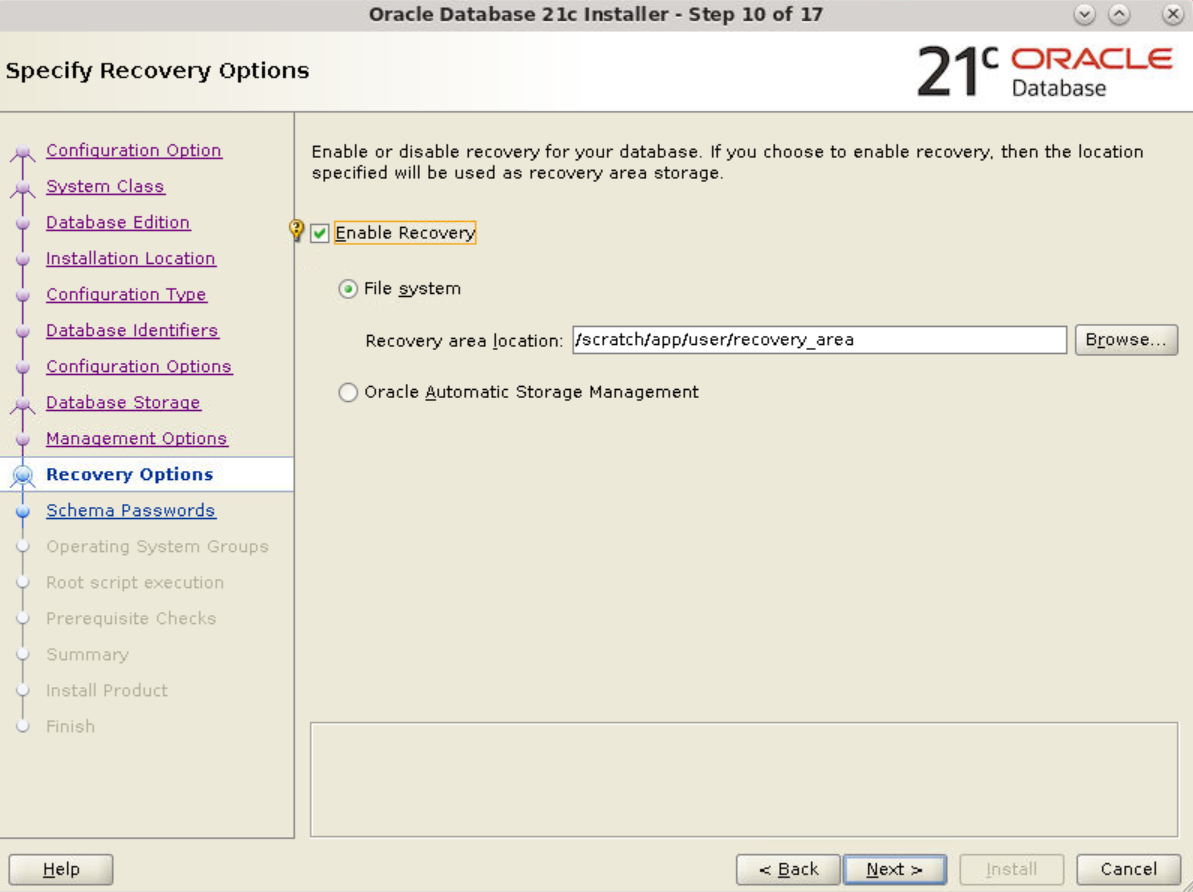 Oracle Database 21c Installer - Step 10 of 17
Specify Recovery Options
21c ORACLE
Database
Configuration Option
System Class
Database Edition
Installation Location
Configuration Type
Database Identifiers
Configuration Options
Database Storage
Management Options
Recovery Options
Schema Passwords
Operating System Groups
Root script execution
Prerequisite Checks
Summary
Install Product
Finish
Enable or disable recovery for your database. If you choose to enable recovery, then the location
specified will be used as recovery area storage.
Enable Recovery
File system
Recovery area location: /scratch/app/user/recovery_area Browse...
Oracle Automatic Storage Management
Help < Back Next > Install Cancel